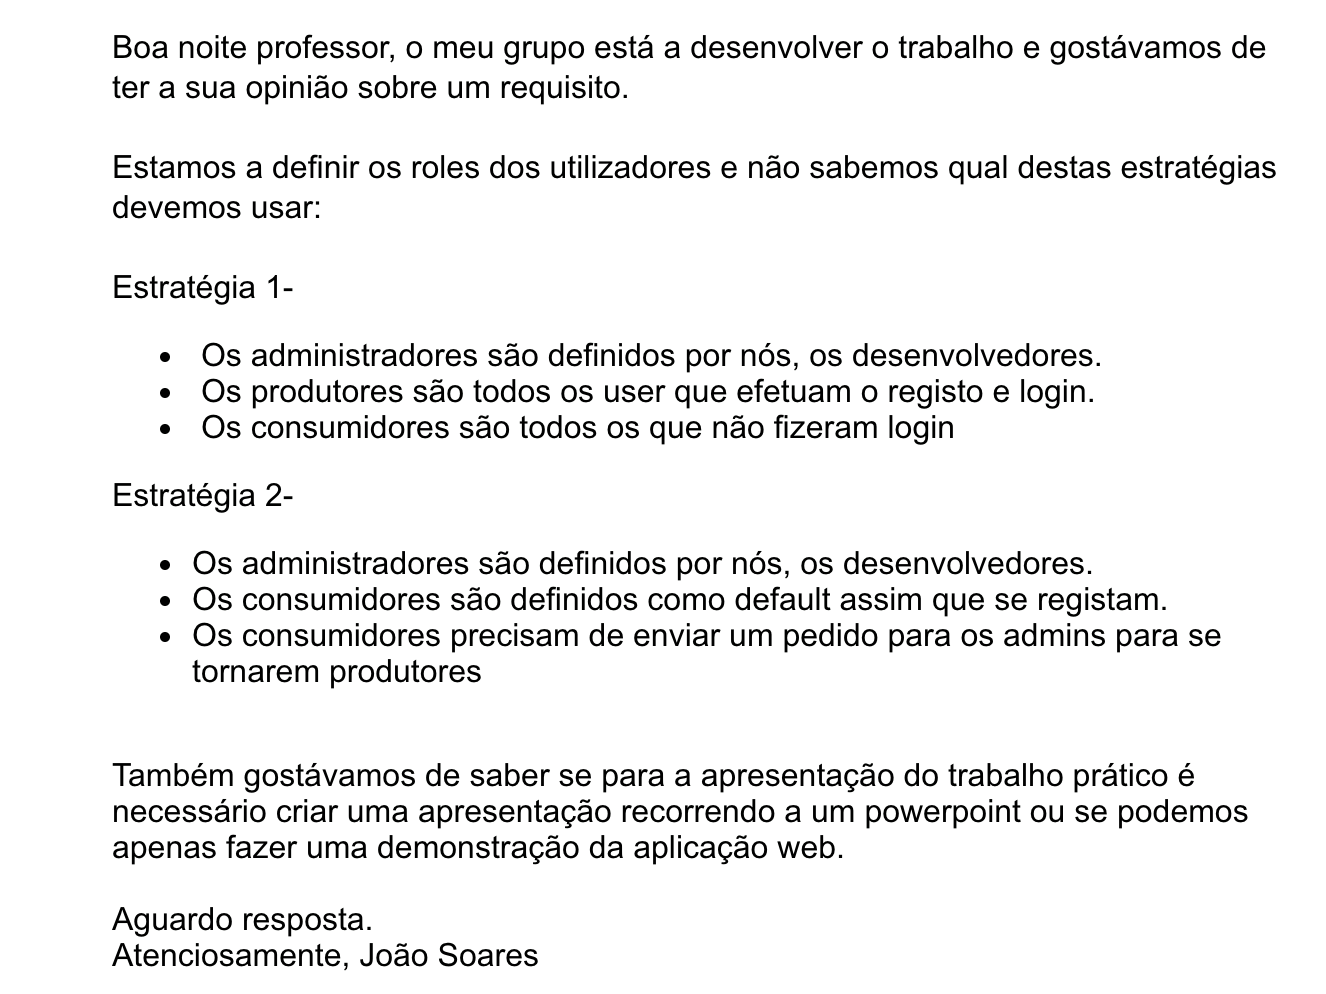 Boa noite professor, o meu grupo está a desenvolver o trabalho e gostávamos de
ter a sua opinião sobre um requisito.
Estamos a definir os roles dos utilizadores e não sabemos qual destas estratégias
devemos usar:
Estratégia 1-
• Os administradores são definidos por nós, os desenvolvedores.
• Os produtores são todos os user que efetuam o registo e login.
• Os consumidores são todos os que não fizeram login
Estratégia 2-
• Os administradores são definidos por nós, os desenvolvedores.
• Os consumidores são definidos como default assim que se registam.
• Os consumidores precisam de enviar um pedido para os admins para se
tornarem produtores
Também gostávamos de saber se para a apresentação do trabalho prático é
necessário criar uma apresentação recorrendo a um powerpoint ou se podemos
apenas fazer uma demonstração da aplicação web.
Aguardo resposta.
Atenciosamente, João Soares